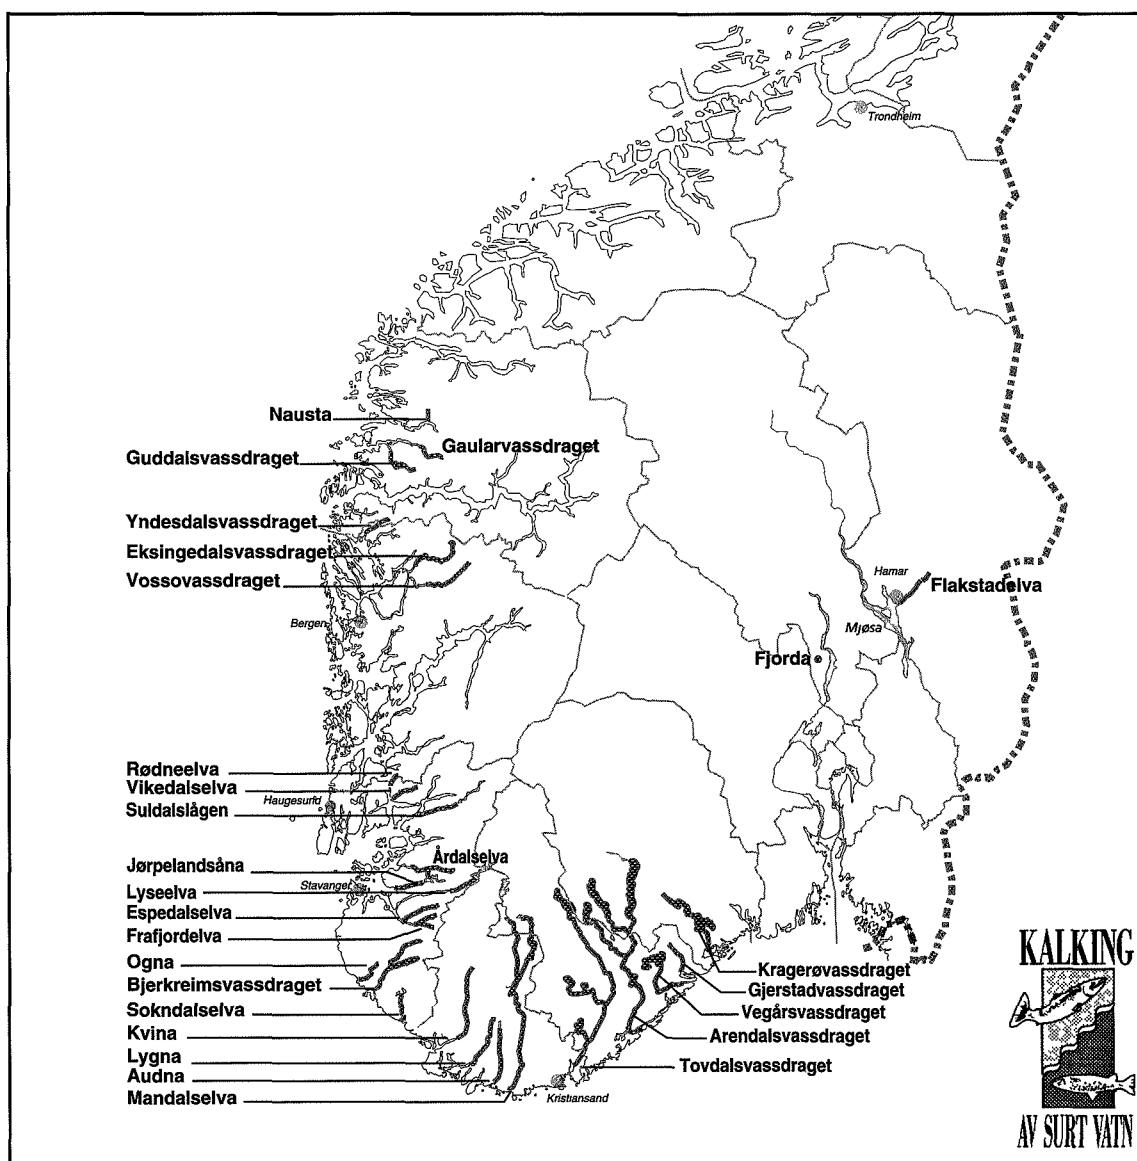 Trondheim
Nausta
Gaularvassdraget
Guddalsvassdraget
Yndesdalsvassdraget
Eksingedalsvassdraget
Vossovassdraget
Hamar
Flakstadelva
Bergen
Mjøsa
Fjorda
Rødneelva
Vikedalselva
Haugesurfd
Suldalslågen
Årdalselva
Jørpelandsåna
Stavanger
Lyseelva
Espedalselva
Frafjordelva
Ogna
Bjerkreimsvassdraget
Sokndalselva
Kvina
Lygna
Audna
Mandalselva
Kragerøvassdraget
Gjerstadvassdraget
Vegårsvassdraget
Arendalsvassdraget
Tovdalsvassdraget
Kristiansand
KALKING
AV SURT VATN